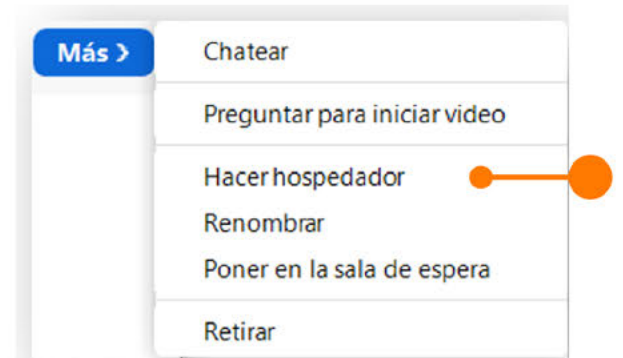 Más >
Chatear
Preguntar para iniciar video
Hacer hospedador
Renombrar
Poner en la sala de espera
Retirar